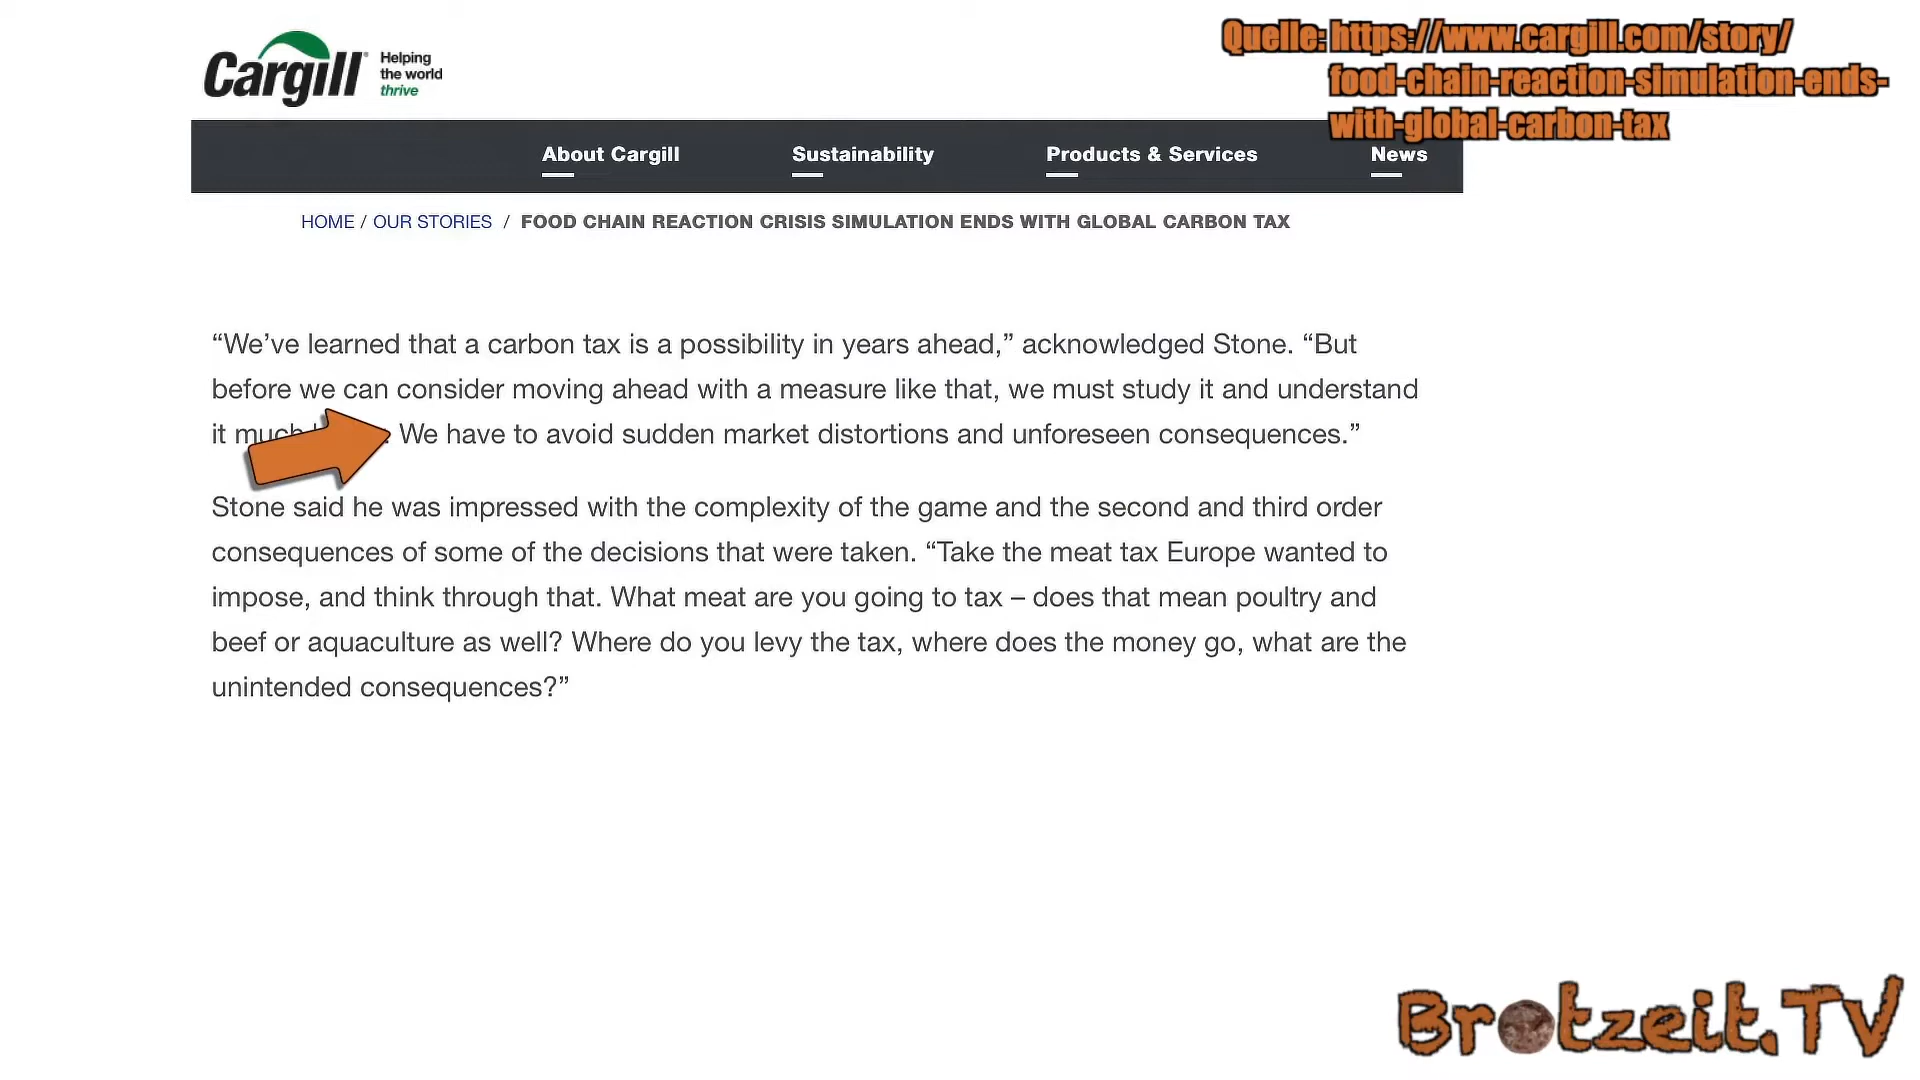 Cargill
Helping
the world
thrive
Quelle: https://www.cargill.com/story/
food-chain-reaction-simulation-ends-
with-global-carbon-tax
About Cargill
Sustainability
Products & Services
News
HOME / OUR STORIES / FOOD CHAIN REACTION CRISIS SIMULATION ENDS WITH GLOBAL CARBON TAX
“We’ve learned that a carbon tax is a possibility in years ahead,” acknowledged Stone. “But
before we can consider moving ahead with a measure like that, we must study it and understand
it much We have to avoid sudden market distortions and unforeseen consequences.”
Stone said he was impressed with the complexity of the game and the second and third order
consequences of some of the decisions that were taken. “Take the meat tax Europe wanted to
impose, and think through that. What meat are you going to tax – does that mean poultry and
beef or aquaculture as well? Where do you levy the tax, where does the money go, what are the
unintended consequences?”
Brotzeit.TV